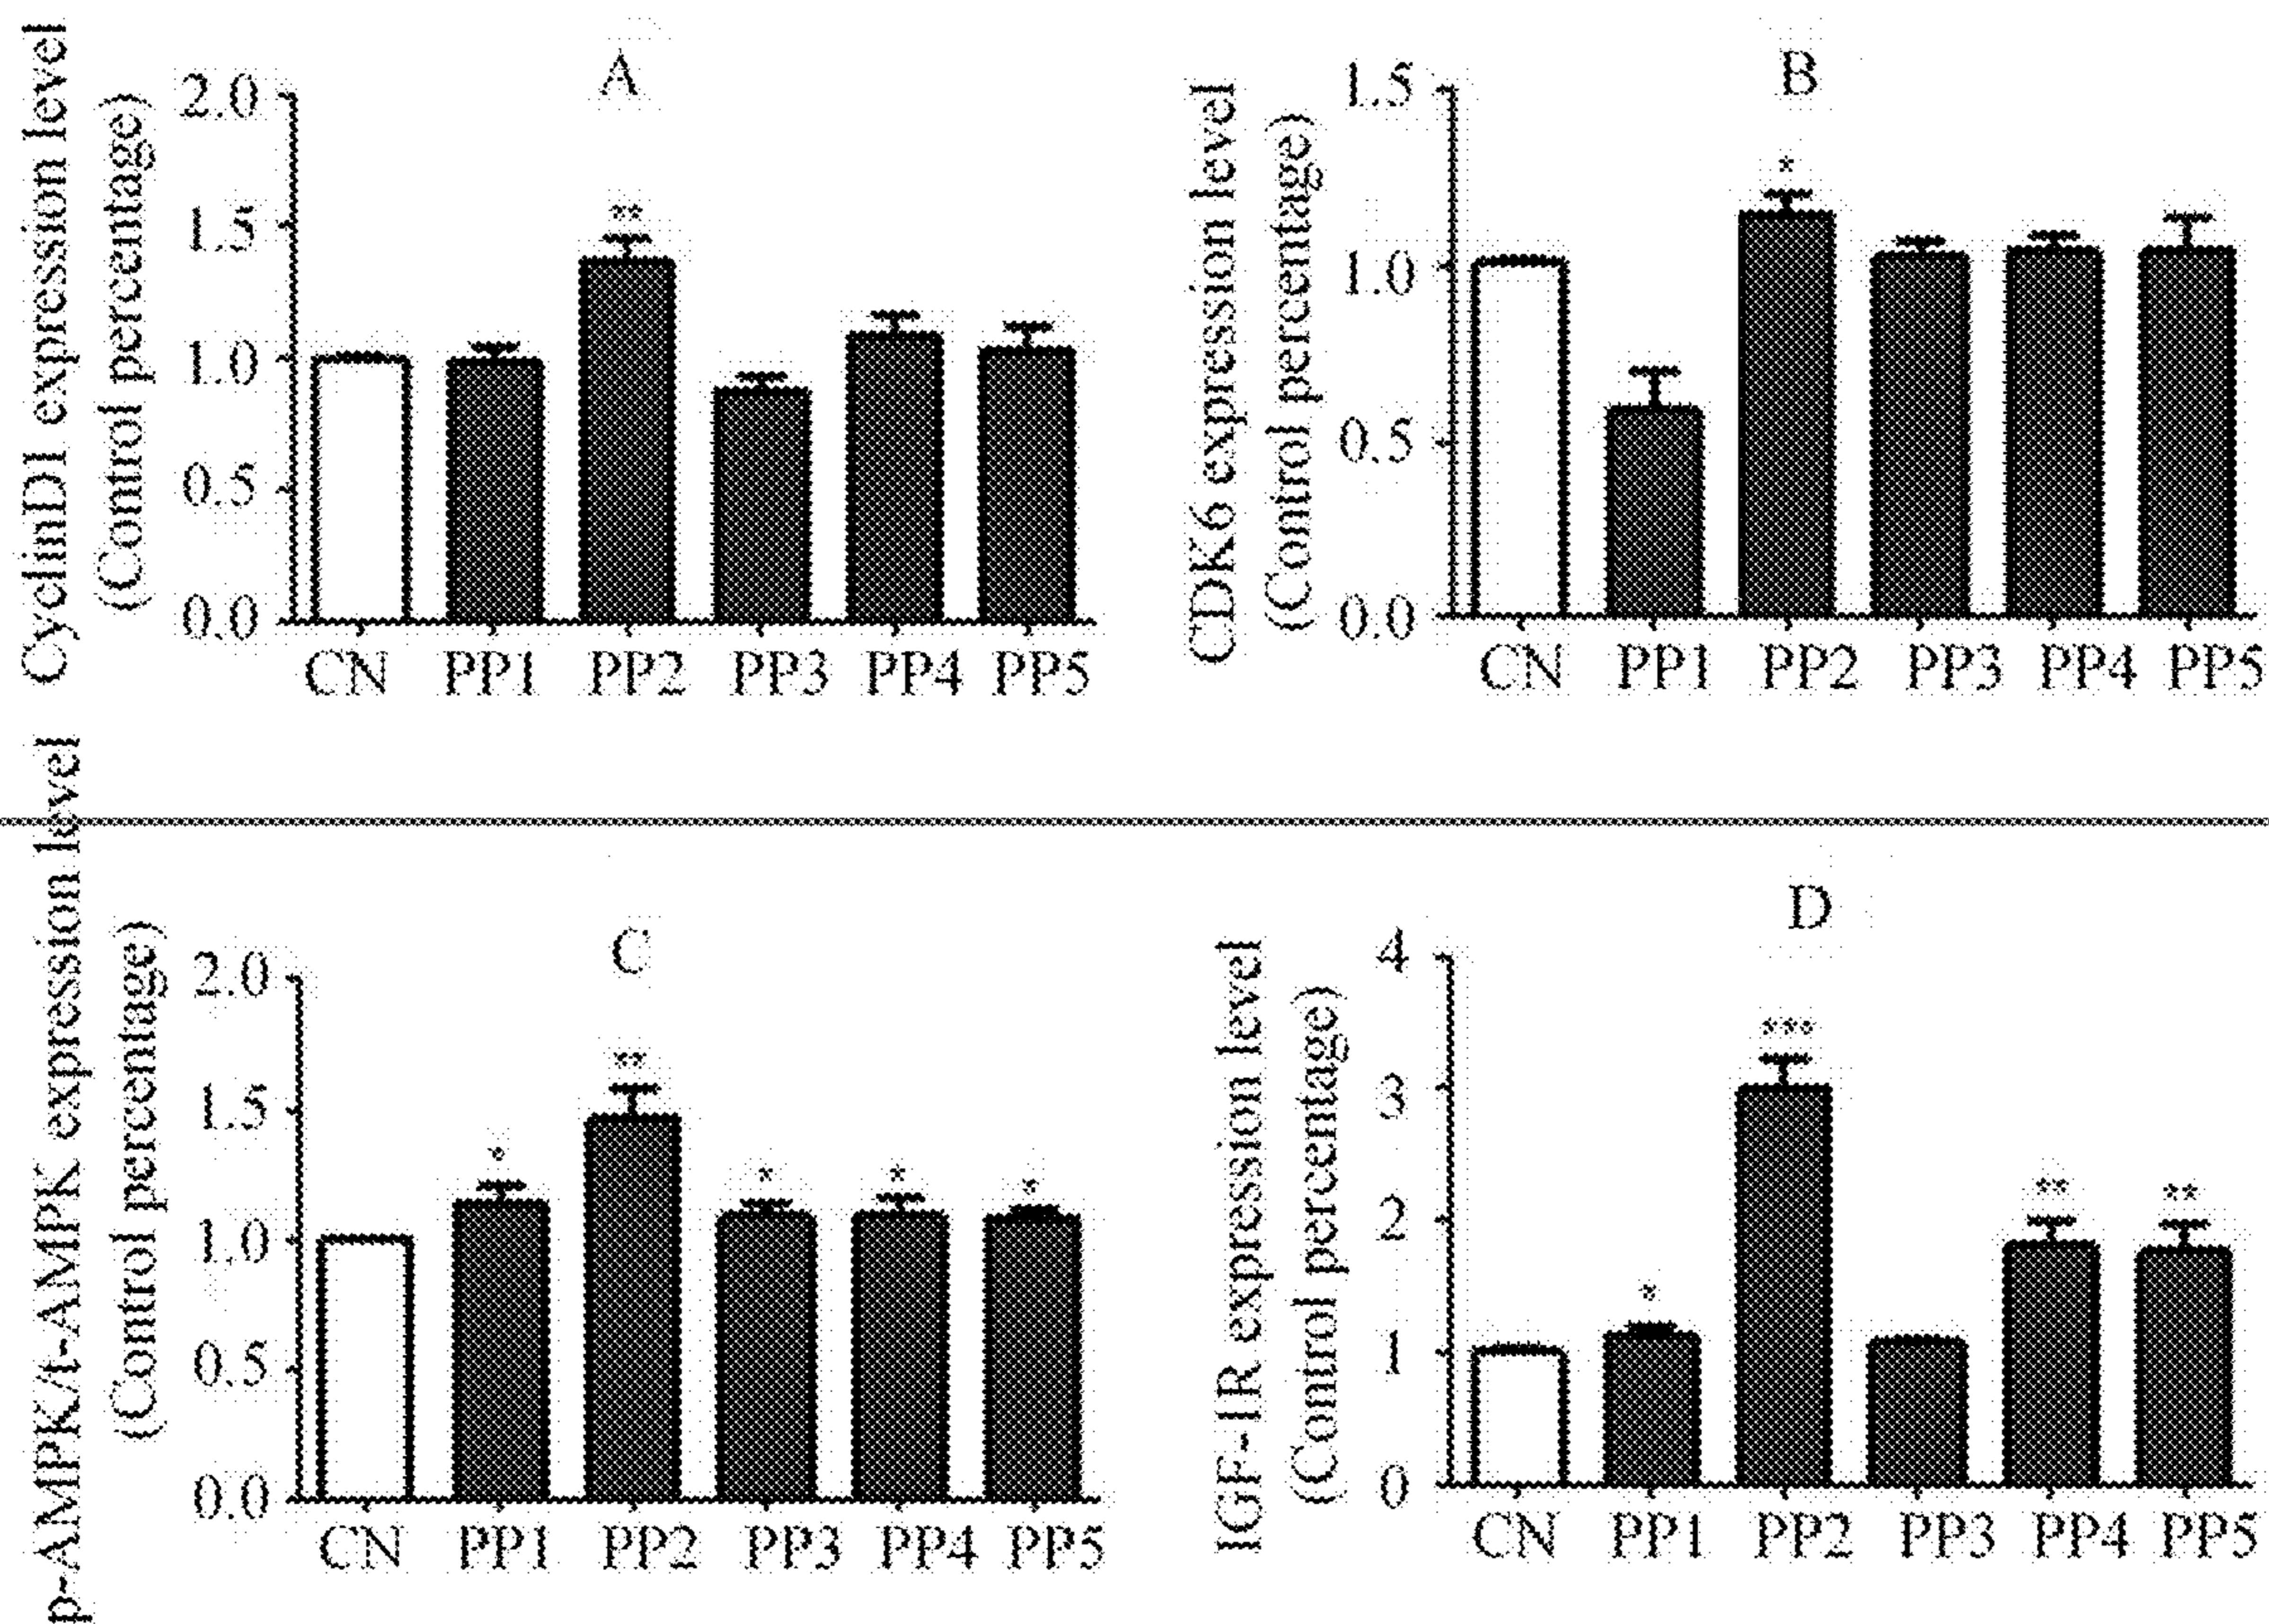 A
CyclinD1 expression level
(Control percentage)
2.0
1.5
1.0
0.5
0.0
**
CN PP1 PP2 PP3 PP4 PP5
B
CDK6 expression level
(Control percentage)
1.5
1.0
0.5
0.0
*
CN PP1 PP2 PP3 PP4 PP5
C
p-AMPK/t-AMPK expression level
(Control percentage)
2.0
1.5
1.0
0.5
0.0
* ** * * *
CN PP1 PP2 PP3 PP4 PP5
D
IGF-IR expression level
(Control percentage)
4
3
2
1
0
* *** ** **
CN PP1 PP2 PP3 PP4 PP5